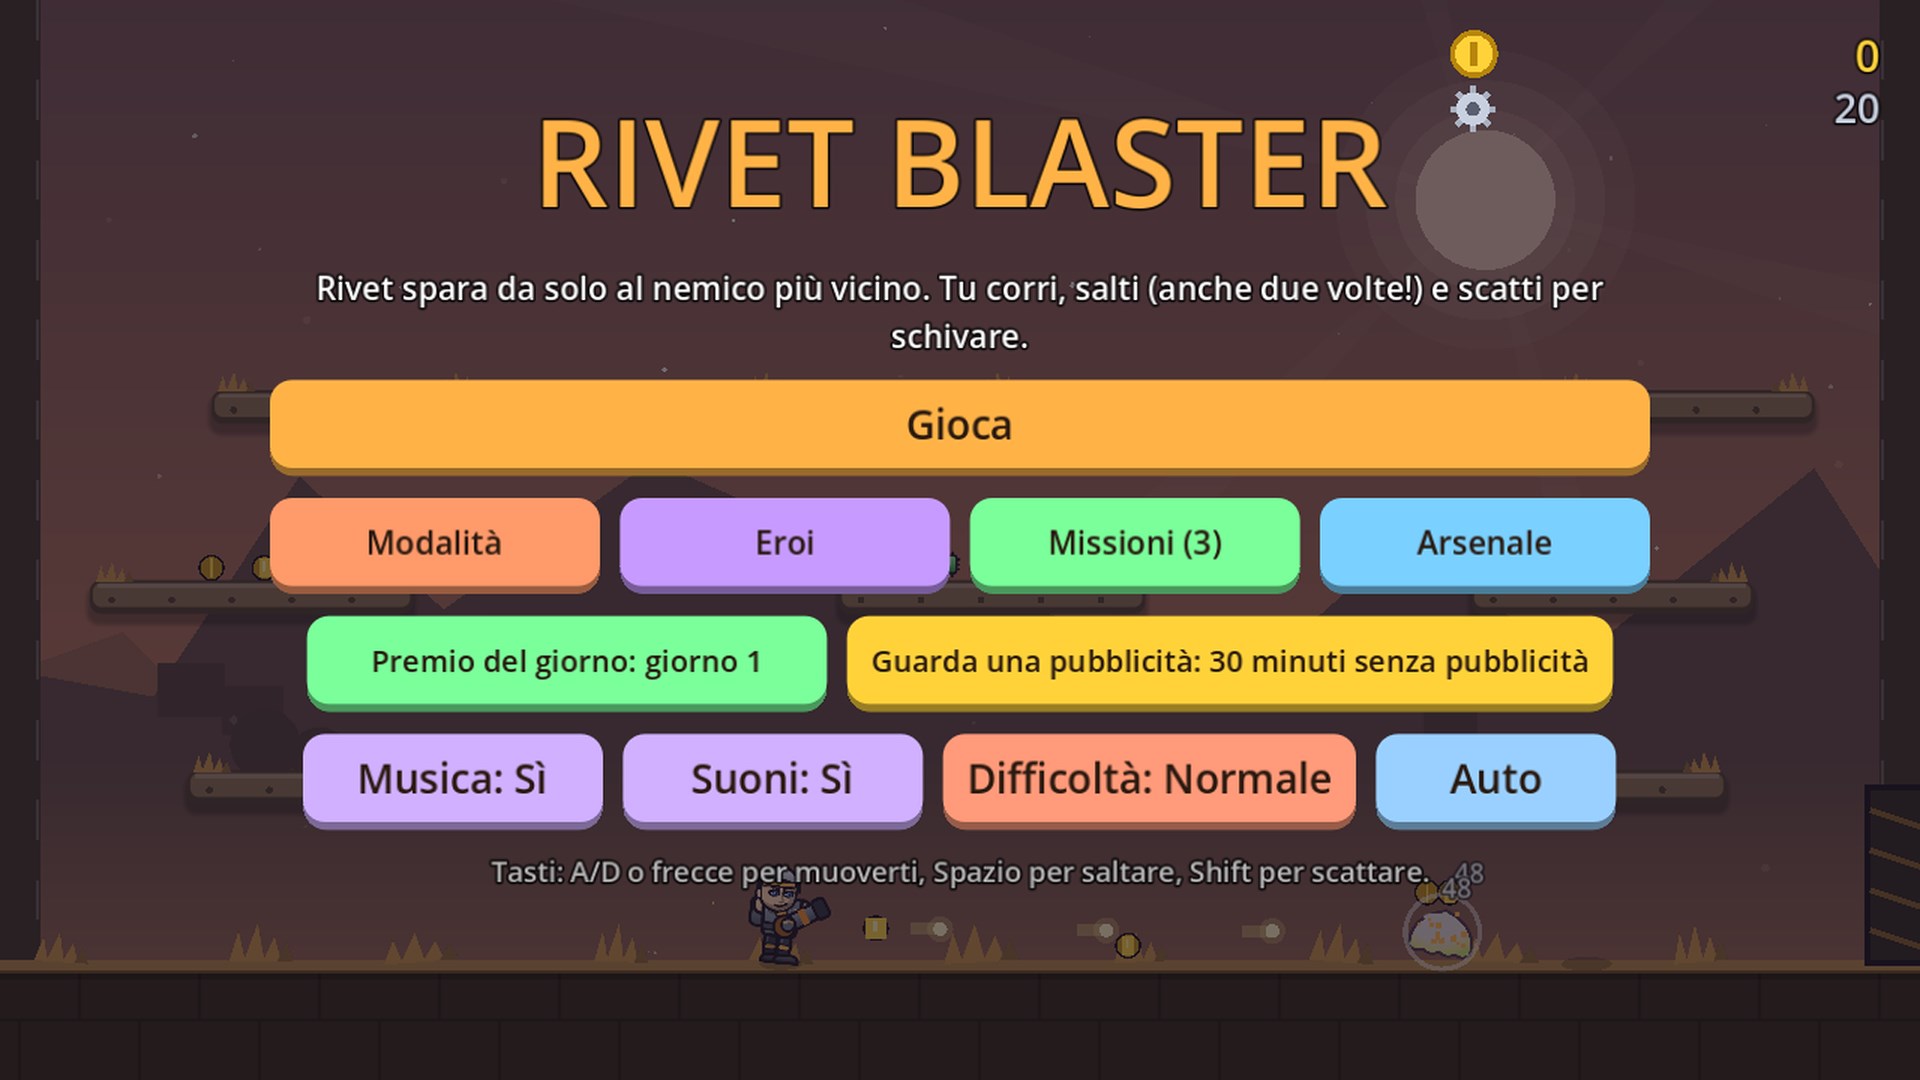 0
20
RIVET BLASTER
Rivet spara da solo al nemico più vicino. Tu corri, salti (anche due volte!) e scatti per
schivare.
Gioca
Modalità
Eroi
Missioni (3)
Arsenale
Premio del giorno: giorno 1
Guarda una pubblicità: 30 minuti senza pubblicità
Musica: Sì
Suoni: Sì
Difficoltà: Normale
Auto
Tasti: A/D o frecce per muoverti, Spazio per saltare, Shift per scattare.
48
48